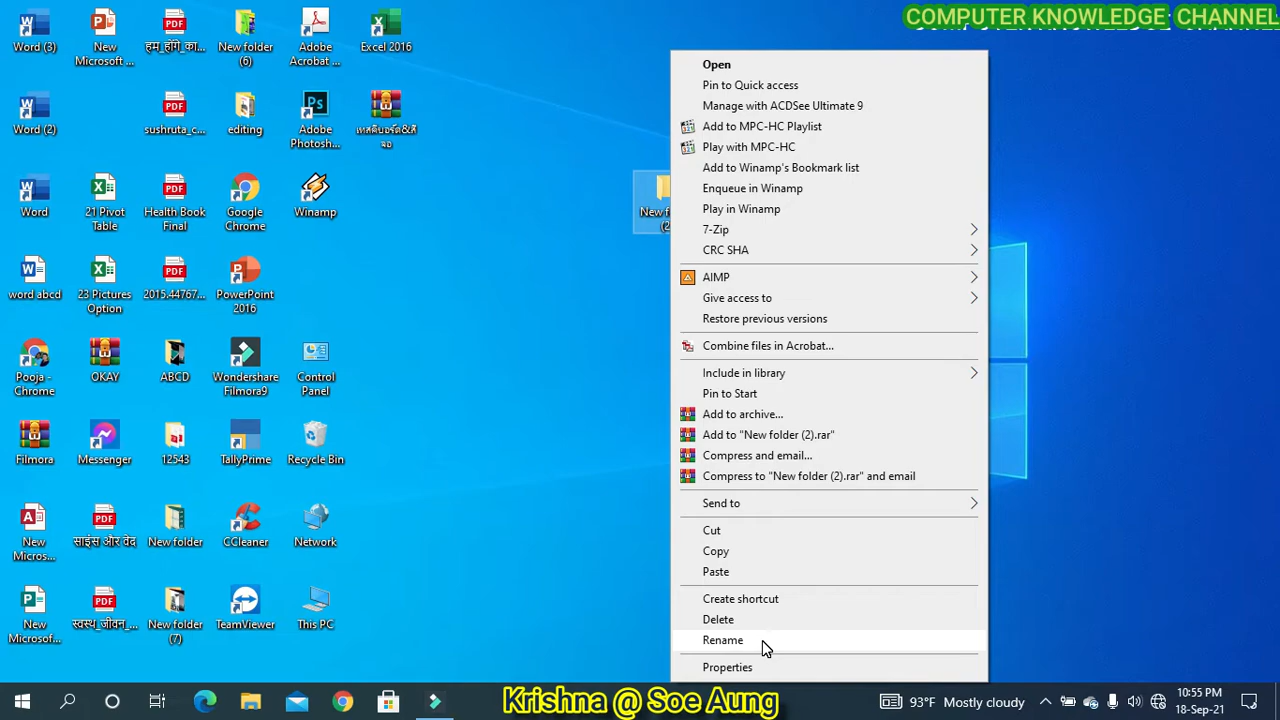 COMPUTER KNOWLEDGE CHANNEL
Word (3)
New
Microsoft ...
हम_होंगे_का...
New folder
(6)
Adobe
Acrobat ...
Excel 2016
Word (2)
sushruta_c...
editing
Adobe
Photosh...
Word
21 Pivot
Table
Health Book
Final
Google
Chrome
Winamp
word abcd
23 Pictures
Option
2015.44767...
PowerPoint
2016
Pooja -
Chrome
OKAY
ABCD
Wondershare
Filmora9
Control
Panel
Filmora
Messenger
12543
TallyPrime
Recycle Bin
New
Micros...
साइंस और वेद
New folder
CCleaner
Network
New
Microsof...
स्वस्थ_जीवन_...
New folder
(7)
TeamViewer
This PC
New f
(2
Open
Pin to Quick access
Manage with ACDSee Ultimate 9
Add to MPC-HC Playlist
Play with MPC-HC
Add to Winamp's Bookmark list
Enqueue in Winamp
Play in Winamp
7-Zip
CRC SHA
AIMP
Give access to
Restore previous versions
Combine files in Acrobat...
Include in library
Pin to Start
Add to archive...
Add to "New folder (2).rar"
Compress and email...
Compress to "New folder (2).rar" and email
Send to
Cut
Copy
Paste
Create shortcut
Delete
Rename
Properties
Krishna @ Soe Aung
93°F Mostly cloudy
10:55 PM
18-Sep-21